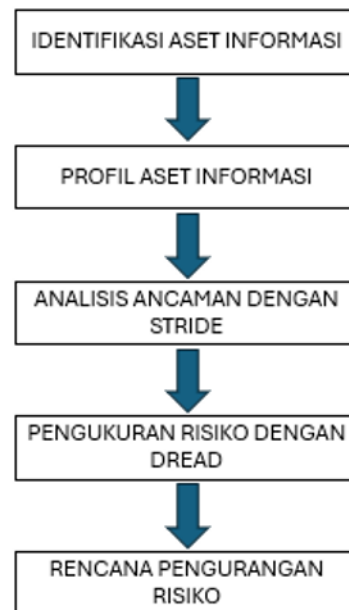 IDENTIFIKASI ASET INFORMASI
PROFIL ASET INFORMASI
ANALISIS ANCAMAN DENGAN
STRIDE
PENGUKURAN RISIKO DENGAN
DREAD
RENCANA PENGURANGAN
RISIKO